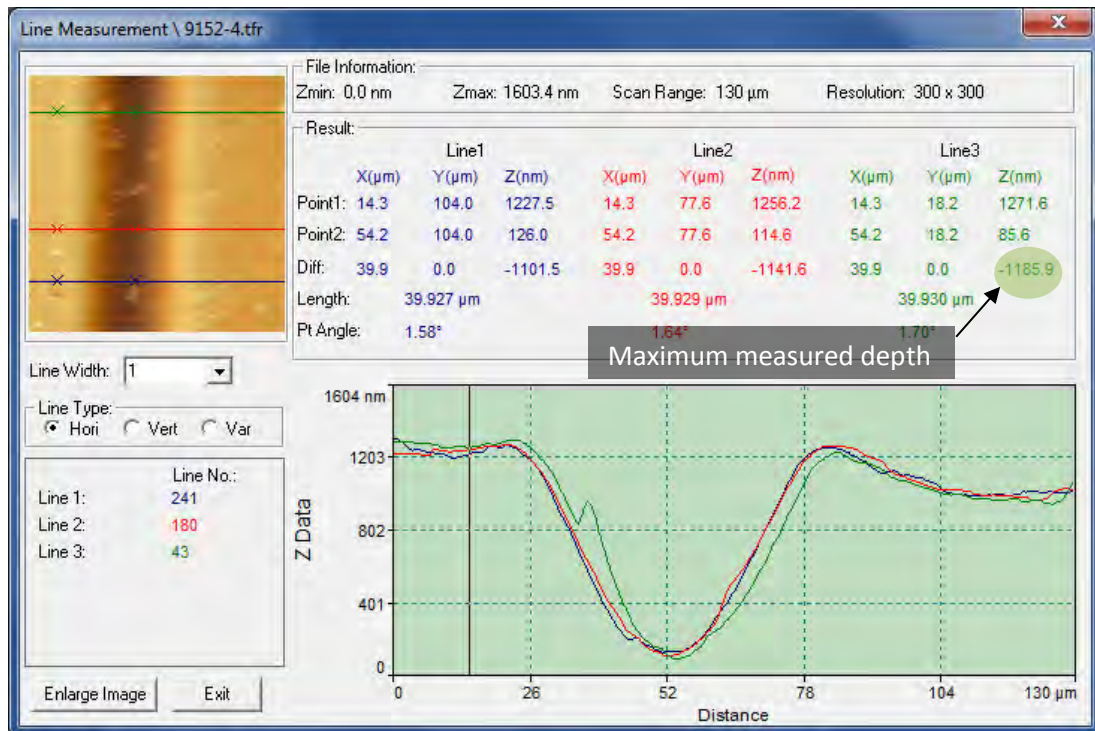 Line Measurement \ 9152-4.tfr
File Information:
Zmin: 0.0 nm Zmax: 1603.4 nm Scan Range: 130 µm Resolution: 300 x 300
Result:
Line1 Line2 Line3
X(µm) Y(µm) Z(nm) X(µm) Y(µm) Z(nm) X(µm) Y(µm) Z(nm)
Point1: 14.3 104.0 1227.5 14.3 77.6 1256.2 14.3 18.2 1271.6
Point2: 54.2 104.0 126.0 54.2 77.6 114.6 54.2 18.2 85.6
Diff: 39.9 0.0 -1101.5 39.9 0.0 -1141.6 39.9 0.0 -1185.9
Length: 39.927 µm 39.929 µm 39.930 µm
Pt Angle: 1.58° 1.64° 1.70°
Maximum measured depth
Line Width: 1
Line Type:
Hori Vert Var
Line No.:
Line 1: 241
Line 2: 180
Line 3: 43
Enlarge Image Exit
1604 nm
1203
802
401
0
Z Data
0 26 52 78 104 130 µm
Distance